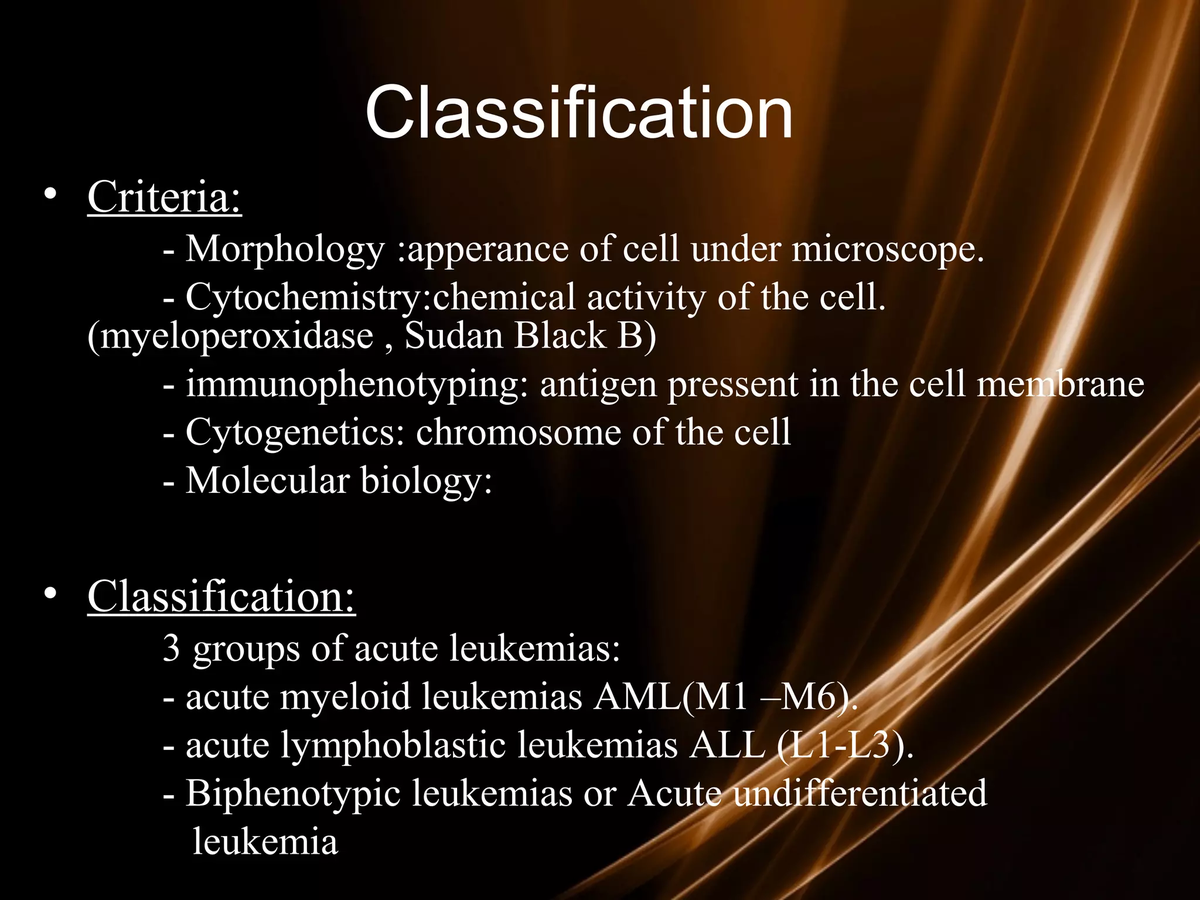 Classification
• Criteria:
- Morphology :apperance of cell under microscope.
- Cytochemistry:chemical activity of the cell.
(myeloperoxidase , Sudan Black B)
- immunophenotyping: antigen pressent in the cell membrane
- Cytogenetics: chromosome of the cell
- Molecular biology:
• Classification:
3 groups of acute leukemias:
- acute myeloid leukemias AML(M1 –M6).
- acute lymphoblastic leukemias ALL (L1-L3).
- Biphenotypic leukemias or Acute undifferentiated
leukemia